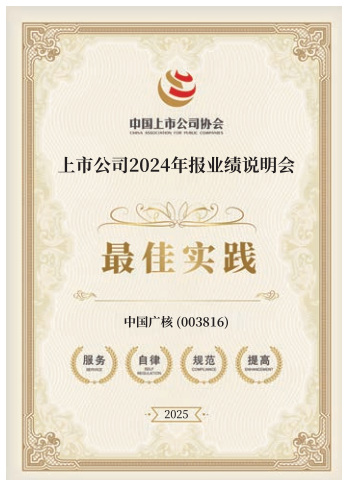 中国上市公司协会
CHINA ASSOCIATION FOR PUBLIC COMPANIES
上市公司2024年报业绩说明会
最佳实践
中国广核 (003816)
服务 自律 规范 提高
SERVICE SELF REGULATION COMPLIANCE ENHANCEMENT
2025